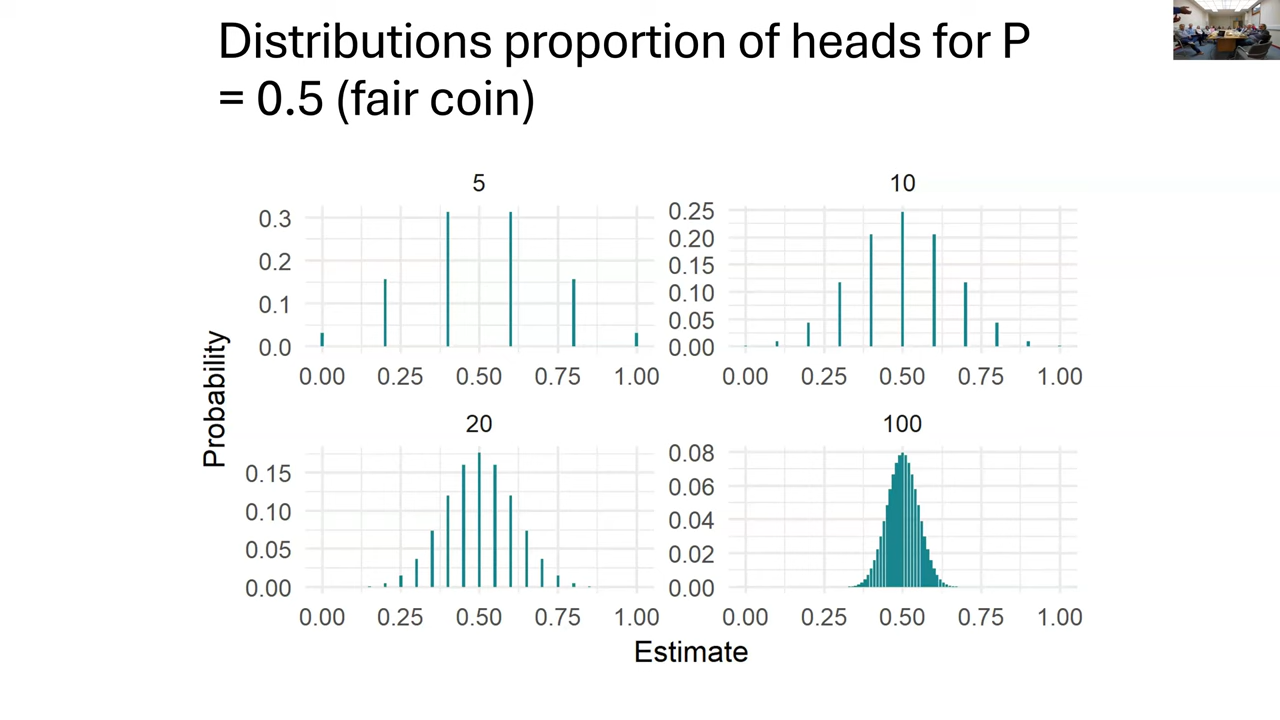 Distributions proportion of heads for P
= 0.5 (fair coin)
5
10
0.3
0.2
0.1
0.0
0.25
0.20
0.15
0.10
0.05
0.00
0.00 0.25 0.50 0.75 1.00
0.00 0.25 0.50 0.75 1.00
Probability
20
100
0.15
0.10
0.05
0.00
0.08
0.06
0.04
0.02
0.00
0.00 0.25 0.50 0.75 1.00
0.00 0.25 0.50 0.75 1.00
Estimate